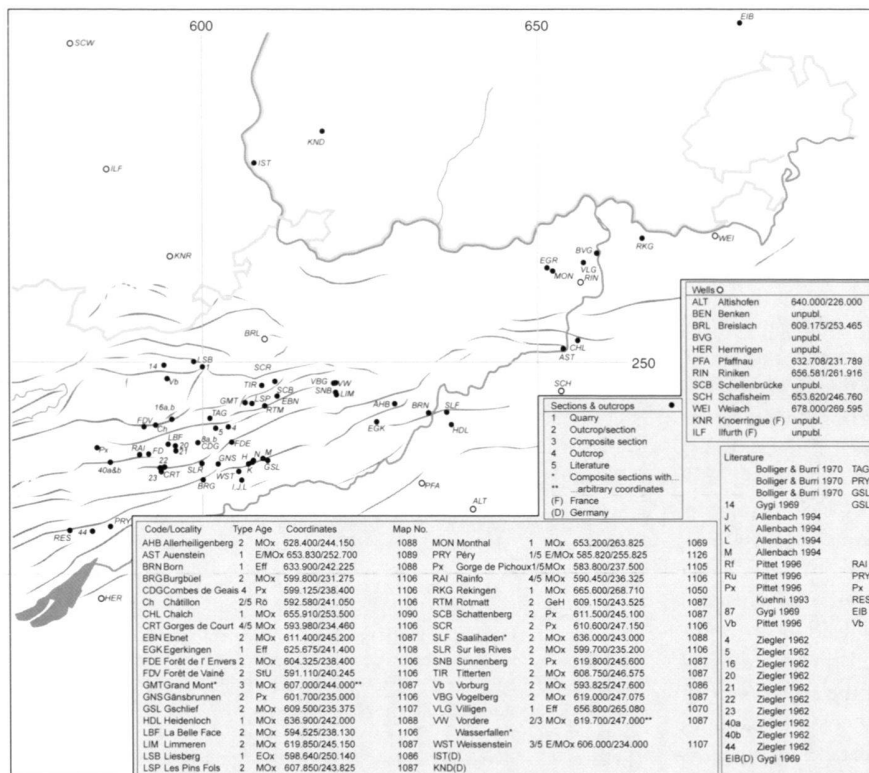 600
650
EIB
SCW
KND
IST
ILF
KNR
RKG
WEI
BVG
EGR
VLG
MON
RIN
BRL
CHL
AST
250
14
LSB
1
SCR
Vb
TIR
SCB
VBG
VW
SNB
LIM
GMT
LSP
EBN
RTM
16a,b
TAG
FDV
Ch
4
5
AHB
BRN
SLF
EGK
HDL
SCH
LBF
20
21
8a,b
CDG
FDE
Px
RAI
FD
40a&b
22
23
CRT
SLR
H
N
M
K
GSL
WST
BRG
I,J,L
PFA
ALT
PRY
RES
44
HER
Wells
ALT Altishofen 640.000/226.000
BEN Benken unpubl.
BRL Breislach 609.175/253.465
BVG unpubl.
HER Hermrigen unpubl.
PFA Pfaffnau 632.708/231.789
RIN Riniken 656.581/261.916
SCB Schellenbrücke unpubl.
SCH Schafisheim 653.620/246.760
WEI Weiach 678.000/269.595
KNR Knoerringue (F) unpubl.
ILF Illfurth (F) unpubl.
Sections & outcrops
1 Quarry
2 Outcrop/section
3 Composite section
4 Outcrop
5 Literature
* Composite sections with...
** ...arbitrary coordinates
(F) France
(D) Germany
Literature
Bolliger & Burri 1970 TAG
Bolliger & Burri 1970 PRY
Bolliger & Burri 1970 GSL
14 Gygi 1969 GSL
J Allenbach 1994
K Allenbach 1994
L Allenbach 1994
M Allenbach 1994
Rf Pittet 1996 RAI
Ru Pittet 1996 PRY
Px Pittet 1996 Px
Kuehni 1993 RES
87 Gygi 1969 EIB
Vb Pittet 1996 Vb
4 Ziegler 1962
5 Ziegler 1962
16 Ziegler 1962
20 Ziegler 1962
21 Ziegler 1962
22 Ziegler 1962
23 Ziegler 1962
40a Ziegler 1962
40b Ziegler 1962
44 Ziegler 1962
EIB(D) Gygi 1969
Code/Locality Type Age Coordinates Map No.
AHB Allerheiligenberg 2 MOx 628.400/244.150 1088
AST Auenstein 1 E/MOx 653.830/252.700 1089
BRN Born 1 Eff 633.900/242.225 1088
BRG Burgbüel 2 MOx 599.800/231.275 1106
CDG Combes de Geais 4 Px 599.125/238.400 1106
Ch Châtillon 2/5 Rö 592.580/241.050 1106
CHL Chalch 1 MOx 655.910/253.500 1090
CRT Gorges de Court 4/5 MOx 593.980/234.460 1106
EBN Ebnet 2 MOx 611.400/245.200 1087
EGK Egerkingen 1 Eff 625.675/241.400 1108
FDE Forêt de l' Envers 2 MOx 604.325/238.400 1106
FDV Forêt de Vainé 2 StU 591.110/240.245 1106
GMT Grand Mont* 3 MOx 607.000/244.000** 1087
GNS Gänsbrunnen 2 Px 601.700/235.000 1106
GSL Gschlief 2 MOx 609.500/235.375 1107
HDL Heidenloch 1 MOx 636.900/242.000 1088
LBF La Belle Face 2 MOx 594.525/238.130 1106
LIM Limmeren 2 MOx 619.850/245.150 1087
LSB Liesberg 1 EOx 598.640/250.140 1086
LSP Les Pins Fols 2 MOx 607.850/243.825 1087
MON Monthal 1 MOx 653.200/263.825 1069
PRY Péry 1/5 E/MOx 585.820/255.825 1126
Px Gorge de Pichoux 1/5 MOx 583.800/237.500 1105
RAI Rainfo 4/5 MOx 590.450/236.325 1106
RKG Rekingen 1 MOx 665.600/268.710 1050
RTM Rotmatt 2 GeH 609.150/243.525 1087
SCB Schattenberg 2 Px 611.500/245.100 1087
SCR 2 Px 610.600/247.150 1106
SLF Saalihaden* 2 MOx 636.000/243.000 1088
SLR Sur les Rives 2 MOx 599.700/235.200 1106
SNB Sunnenberg 2 Px 619.800/245.600 1087
TIR Titterten 2 MOx 608.750/246.575 1087
Vb Vorburg 2 MOx 593.825/247.600 1086
VBG Vogelberg 2 MOx 619.000/247.075 1087
VLG Villigen 1 Eff 656.800/265.080 1070
VW Vordere 2/3 MOx 619.700/247.000** 1087
Wasserfallen*
WST Weissenstein 3/5 E/MOx 606.000/234.000 1107
IST(D)
KND(D)